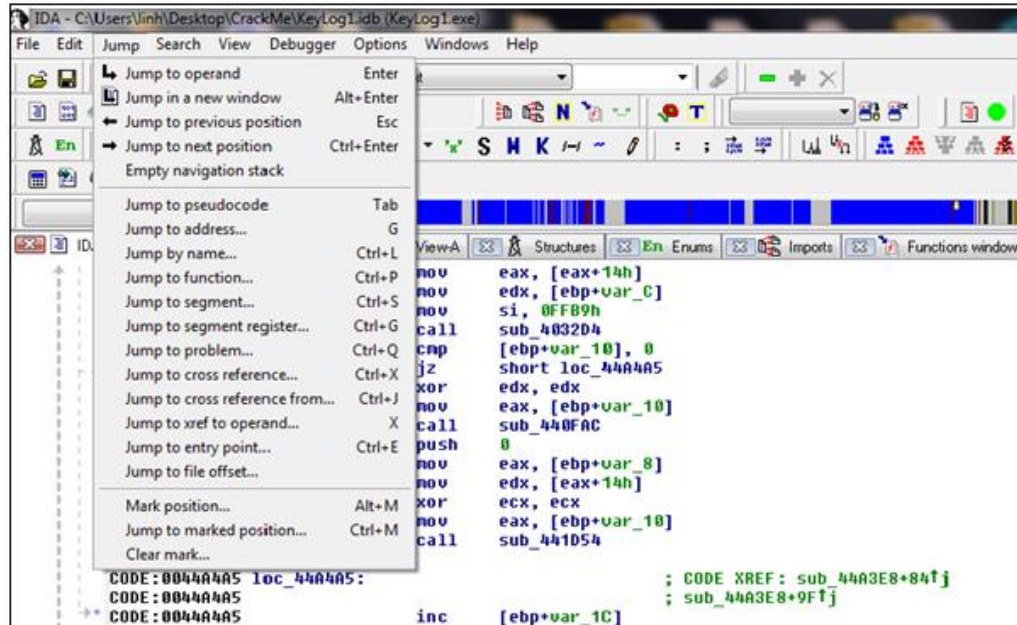 IDA - C:\Users\linh\Desktop\CrackMe\KeyLog1.idb (KeyLog1.exe)
File Edit Jump Search View Debugger Options Windows Help
Jump to operand Enter
Jump in a new window Alt+Enter
Jump to previous position Esc
Jump to next position Ctrl+Enter
Empty navigation stack
Jump to pseudocode Tab
Jump to address... G
Jump by name... Ctrl+L
Jump to function... Ctrl+P
Jump to segment... Ctrl+S
Jump to segment register... Ctrl+G
Jump to problem... Ctrl+Q
Jump to cross reference... Ctrl+X
Jump to cross reference from... Ctrl+J
Jump to xref to operand... X
Jump to entry point... Ctrl+E
Jump to file offset...
Mark position... Alt+M
Jump to marked position... Ctrl+M
Clear mark...
N T
En S M K : ;
View-A Structures En Enums Imports Functions window
mov eax, [eax+14h]
mov edx, [ebp+var_C]
mov si, 0FFB9h
call sub_4032D4
cmp [ebp+var_10], 0
jz short loc_44A4A5
xor edx, edx
mov eax, [ebp+var_10]
call sub_440FAC
push 0
mov eax, [ebp+var_8]
mov edx, [eax+14h]
xor ecx, ecx
mov eax, [ebp+var_10]
call sub_441D54
CODE:0044A4A5 loc_44A4A5: ; CODE XREF: sub_44A3E8+84↑j
CODE:0044A4A5 ; sub_44A3E8+9F↑j
CODE:0044A4A5 inc [ebp+var_1C]